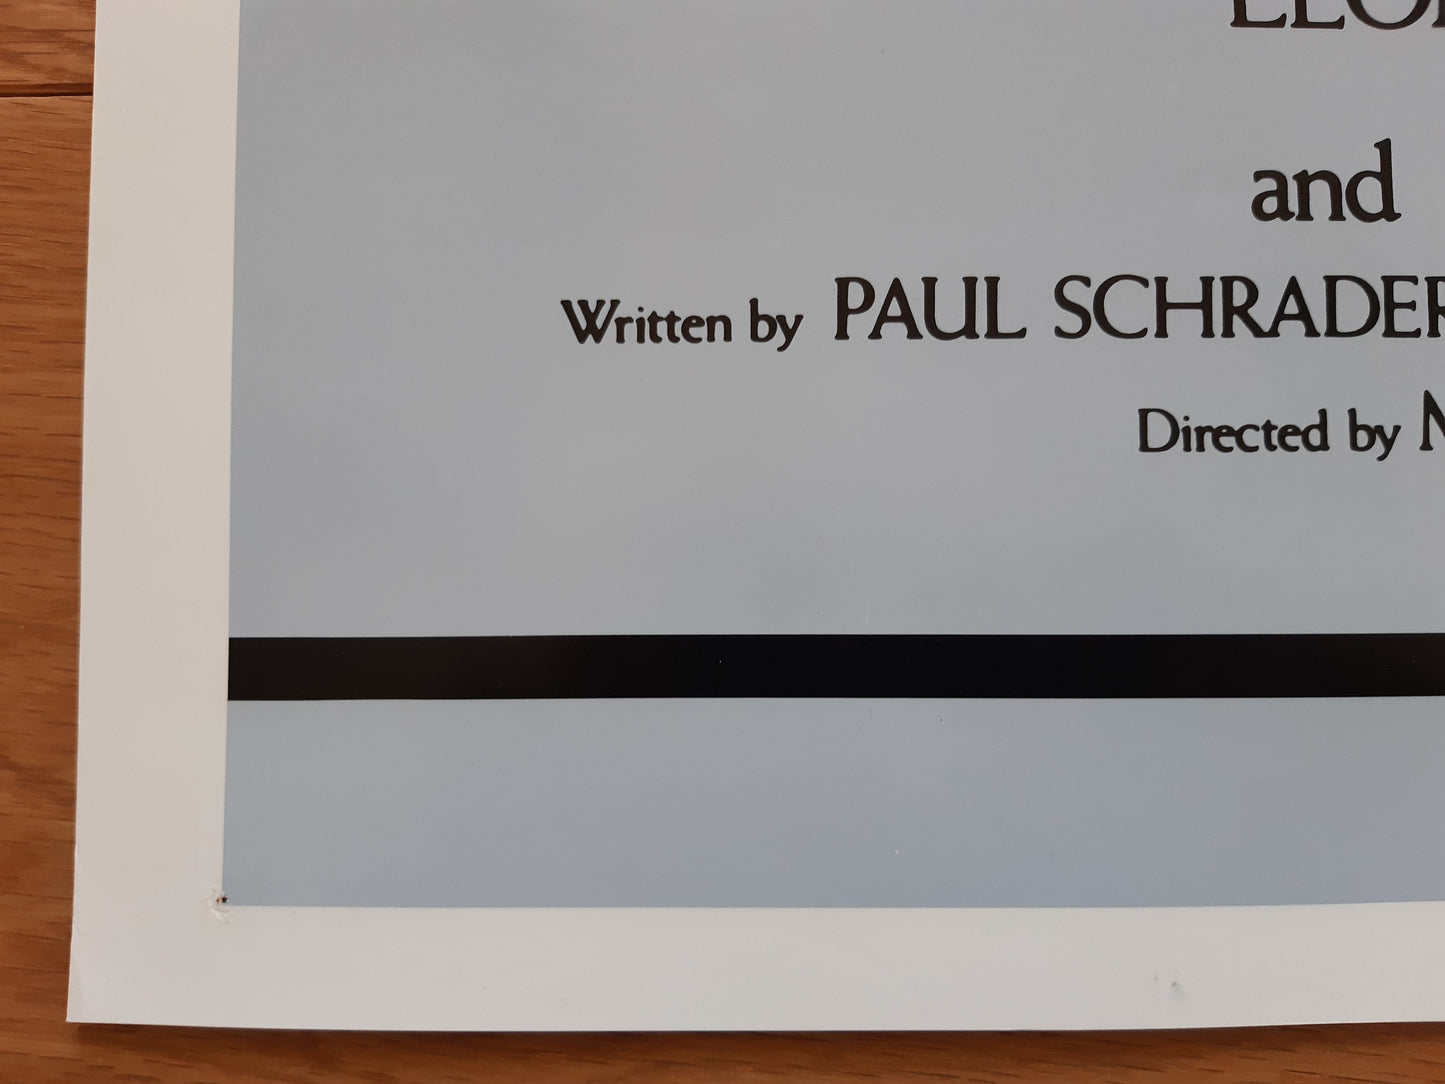 and
Written by PAUL SCHRADER
Directed by